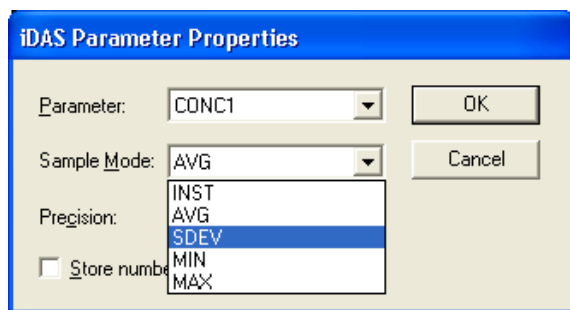 iDAS Parameter Properties
Parameter: CONC1 OK
Sample Mode: AVG Cancel
INST
Precision: AVG
SDEV
Store numbe MIN
MAX